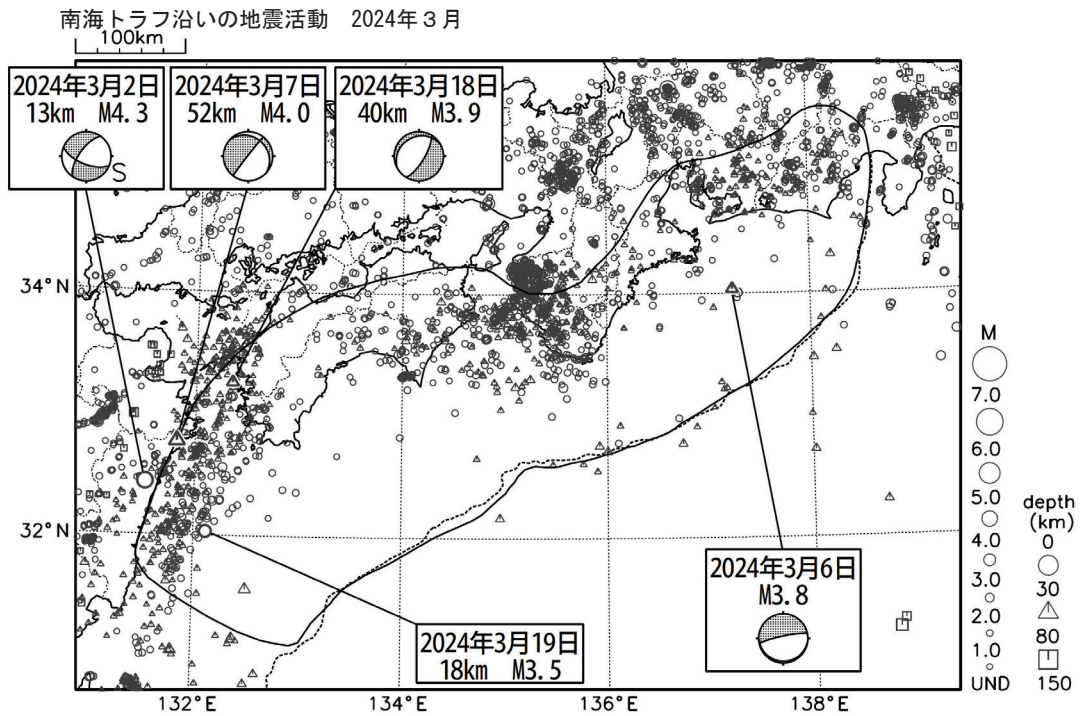 南海トラフ沿いの地震活動　2024年３月
100km
2024年3月2日
13km M4.3
S
2024年3月7日
52km M4.0
2024年3月18日
40km M3.9
34°N
32°N
2024年3月6日
M3.8
2024年3月19日
18km M3.5
132°E
134°E
136°E
138°E
M
7.0
6.0
5.0
4.0
3.0
2.0
1.0
UND
depth
(km)
0
30
80
150